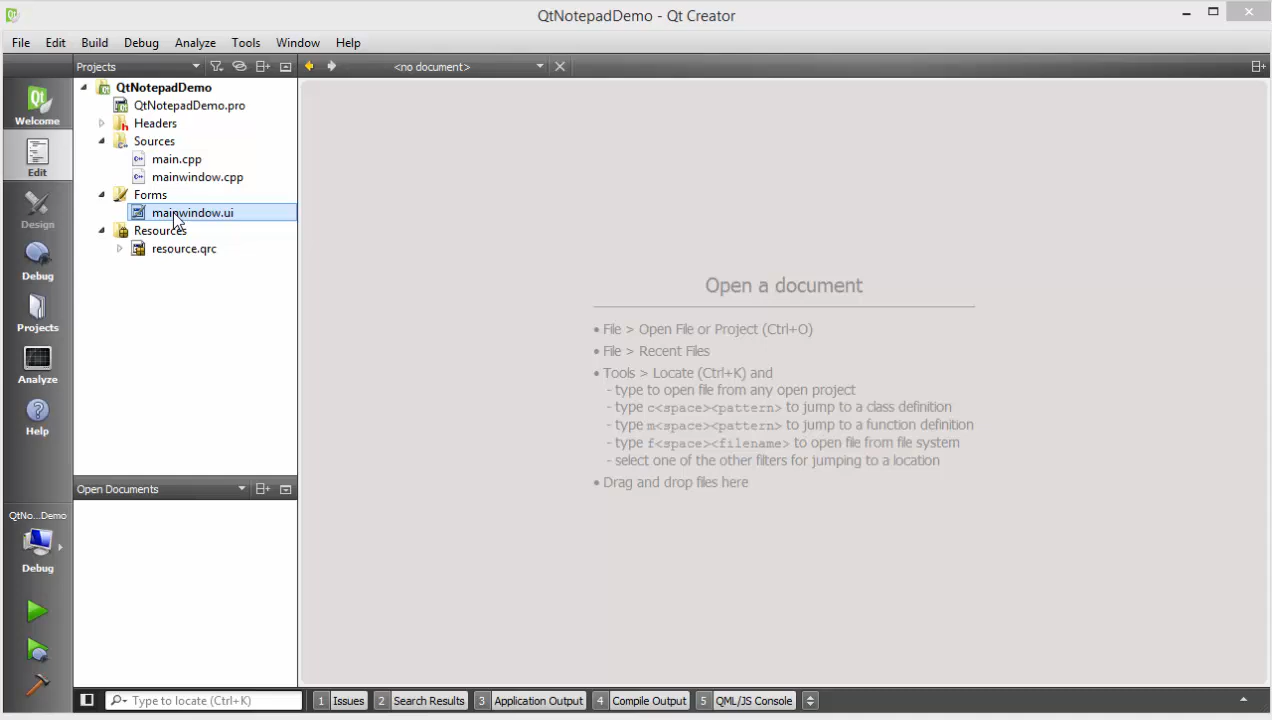 QtNotepadDemo - Qt Creator
File Edit Build Debug Analyze Tools Window Help
Projects
<no document>
QtNotepadDemo
QtNotepadDemo.pro
Headers
Sources
main.cpp
mainwindow.cpp
Forms
mainwindow.ui
Resources
resource.qrc
Welcome
Edit
Design
Debug
Projects
Analyze
Help
Open a document
• File > Open File or Project (Ctrl+O)
• File > Recent Files
• Tools > Locate (Ctrl+K) and
- type to open file from any open project
- type c<space><pattern> to jump to a class definition
- type m<space><pattern> to jump to a function definition
- type f<space><filename> to open file from file system
- select one of the other filters for jumping to a location
• Drag and drop files here
Open Documents
QtNo...Demo
Debug
Type to locate (Ctrl+K)
1 Issues 2 Search Results 3 Application Output 4 Compile Output 5 QML/JS Console